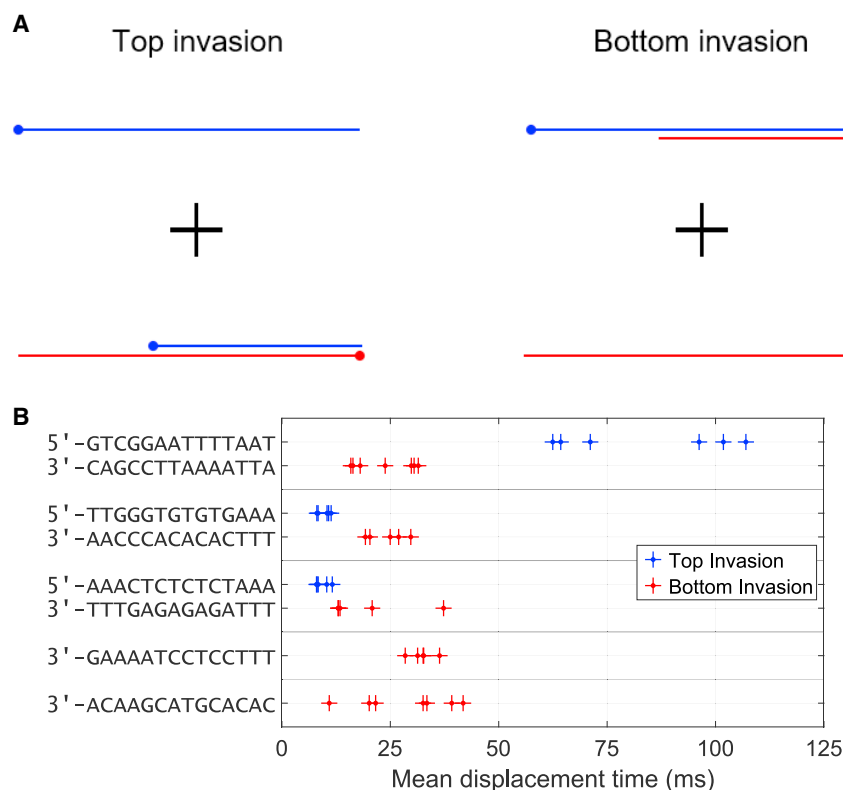 A
Top invasion
Bottom invasion
B
5'-GTCGGAATTTTAAT
3'-CAGCCTTAAAATTA
5'-TTGGGTGTGTGAAA
3'-AACCCACACACTTT
5'-AAACTCTCTCTAAA
3'-TTTGAGAGAGATTT
3'-GAAAATCCTCCTTT
3'-ACAAGCATGCACAC
Top Invasion
Bottom Invasion
0 25 50 75 100 125
Mean displacement time (ms)